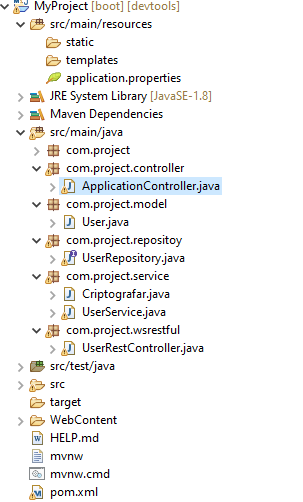 MyProject [boot] [devtools]
src/main/resources
static
templates
application.properties
JRE System Library [JavaSE-1.8]
Maven Dependencies
src/main/java
com.project
com.project.controller
ApplicationController.java
com.project.model
User.java
com.project.repositoy
UserRepository.java
com.project.service
Criptografar.java
UserService.java
com.project.wsrestful
UserRestController.java
src/test/java
src
target
WebContent
HELP.md
mvnw
mvnw.cmd
pom.xml